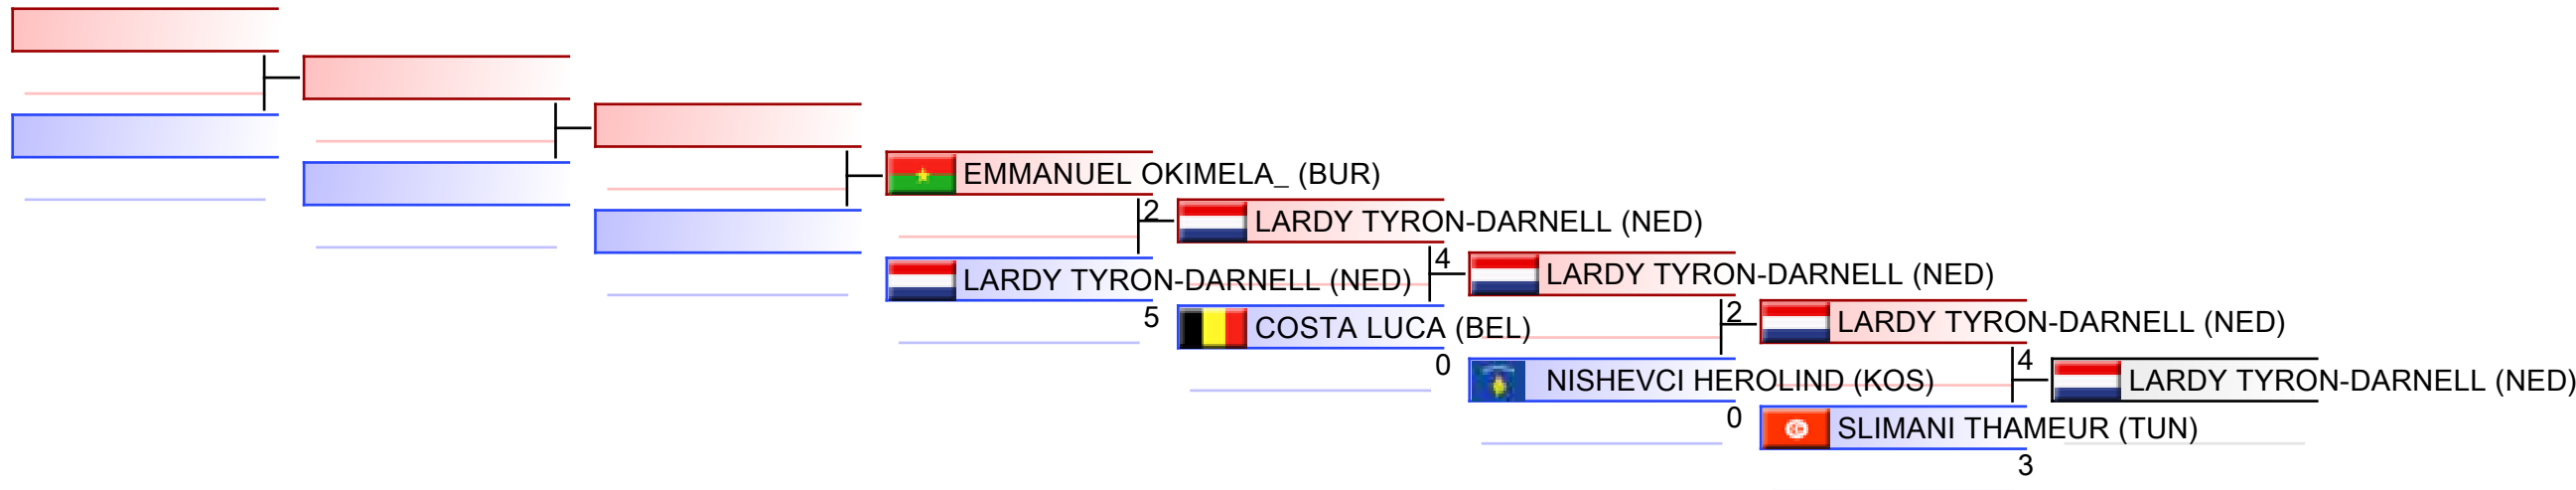 EMMANUEL OKIMELA_ (BUR)
2
LARDY TYRON-DARNELL (NED)
LARDY TYRON-DARNELL (NED)
5
4
COSTA LUCA (BEL)
0
LARDY TYRON-DARNELL (NED)
2
NISHEVCI HEROLIND (KOS)
0
LARDY TYRON-DARNELL (NED)
4
SLIMANI THAMEUR (TUN)
3
LARDY TYRON-DARNELL (NED)